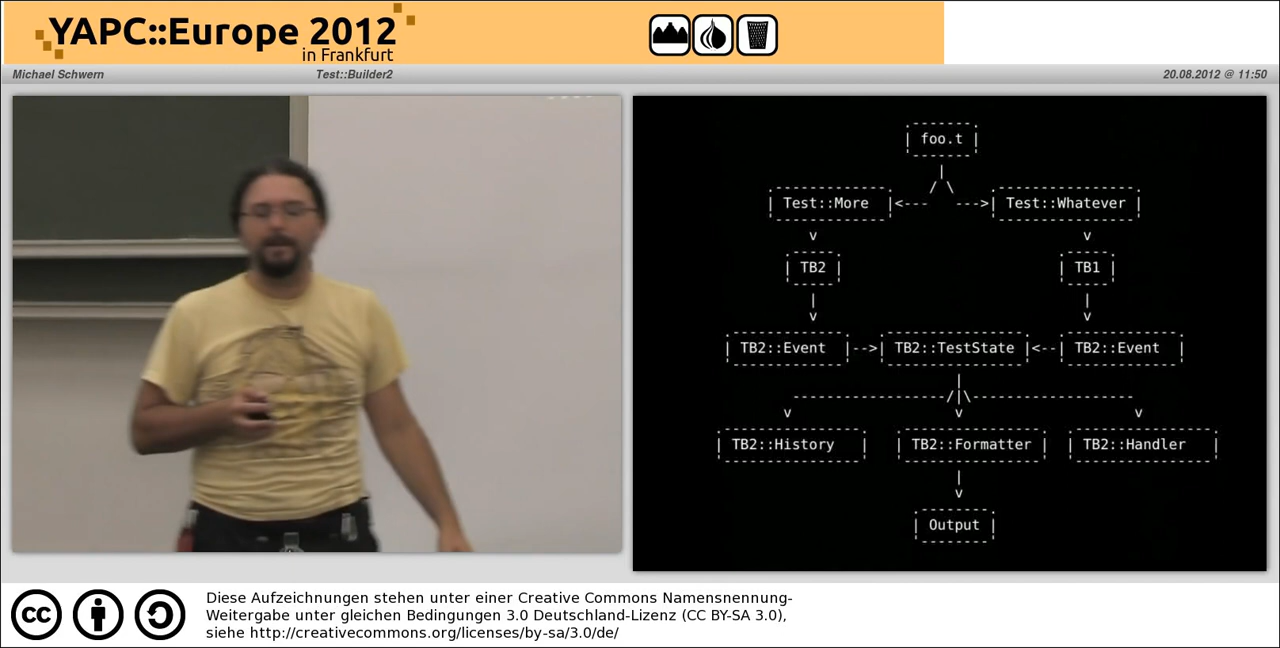 YAPC::Europe 2012
in Frankfurt
Michael Schwern Test::Builder2 20.08.2012 @ 11:50
foo.t
Test::More Test::Whatever
TB2 TB1
TB2::Event TB2::TestState TB2::Event
TB2::History TB2::Formatter TB2::Handler
Output
cc
Diese Aufzeichnungen stehen unter einer Creative Commons Namensnennung-
Weitergabe unter gleichen Bedingungen 3.0 Deutschland-Lizenz (CC BY-SA 3.0),
siehe http://creativecommons.org/licenses/by-sa/3.0/de/